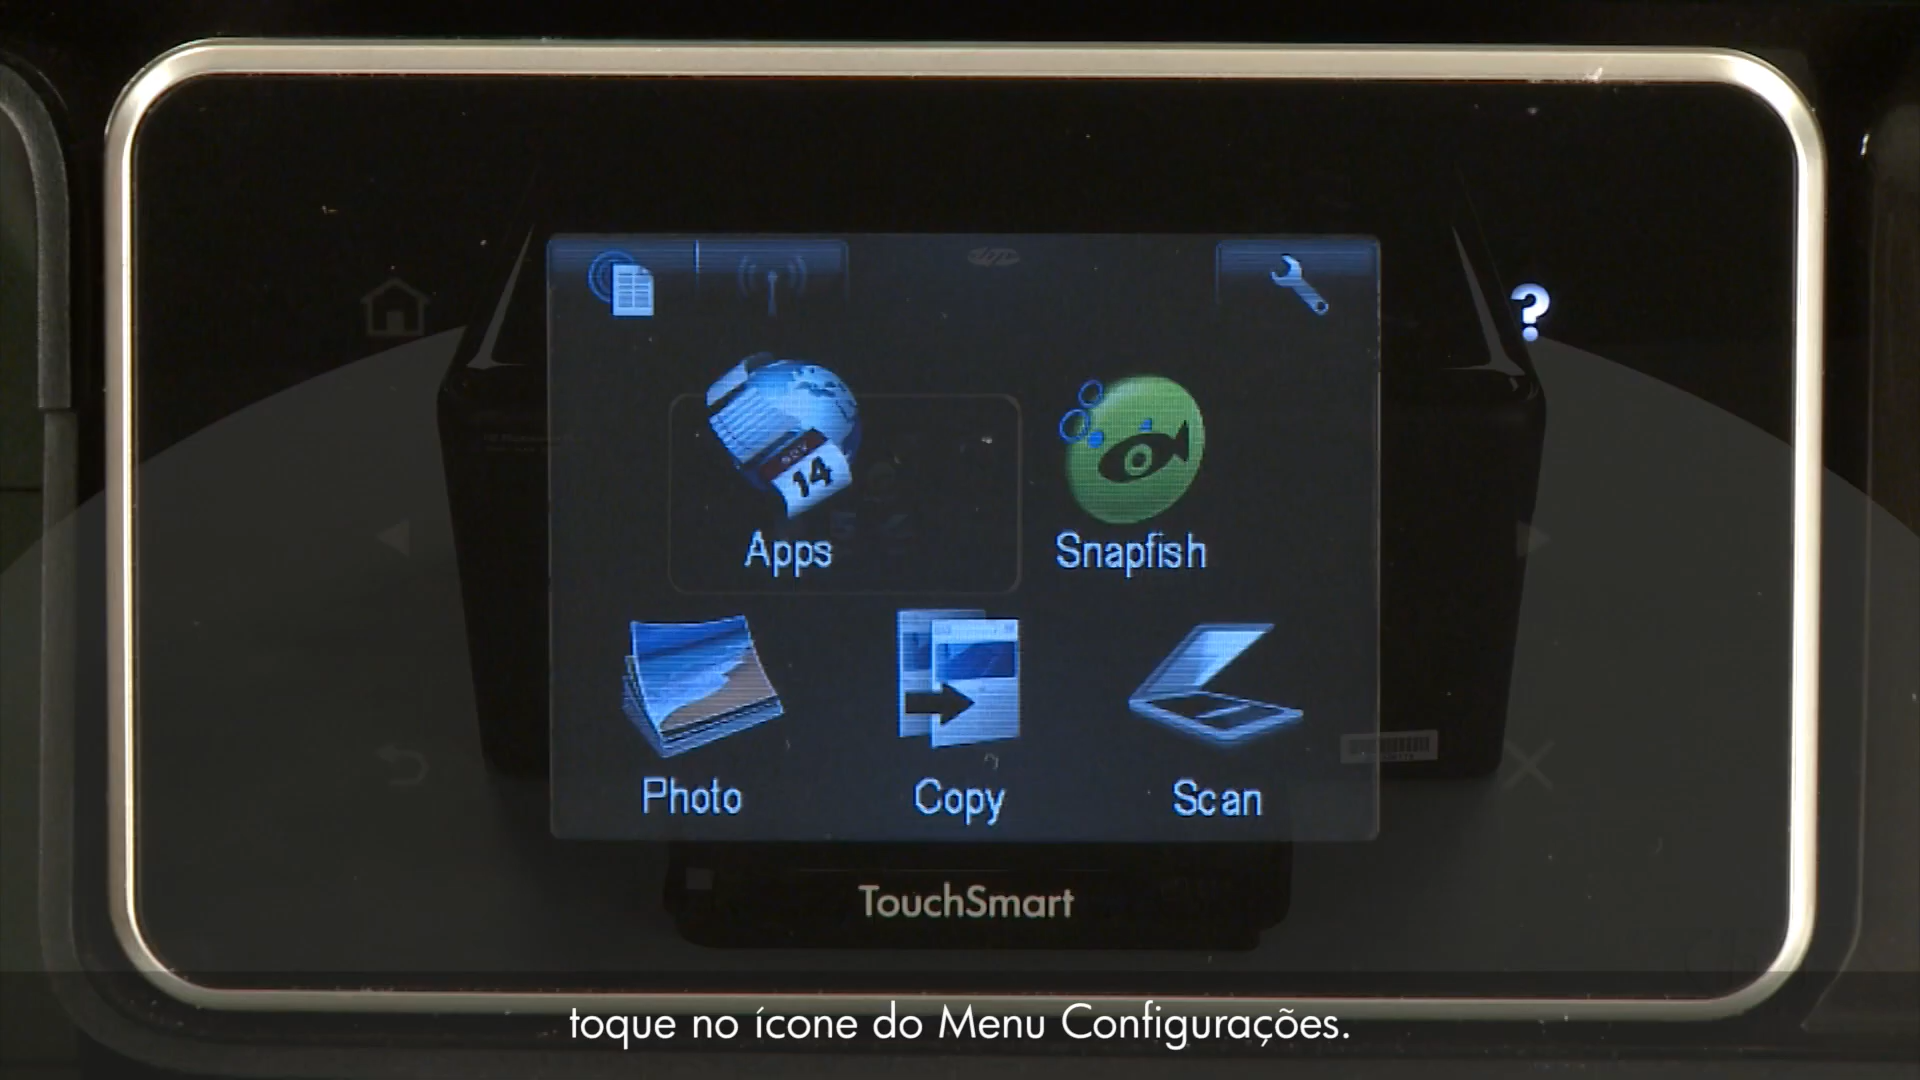 14
Apps
Snapfish
Photo
Copy
Scan
TouchSmart
toque no ícone do Menu Configurações.